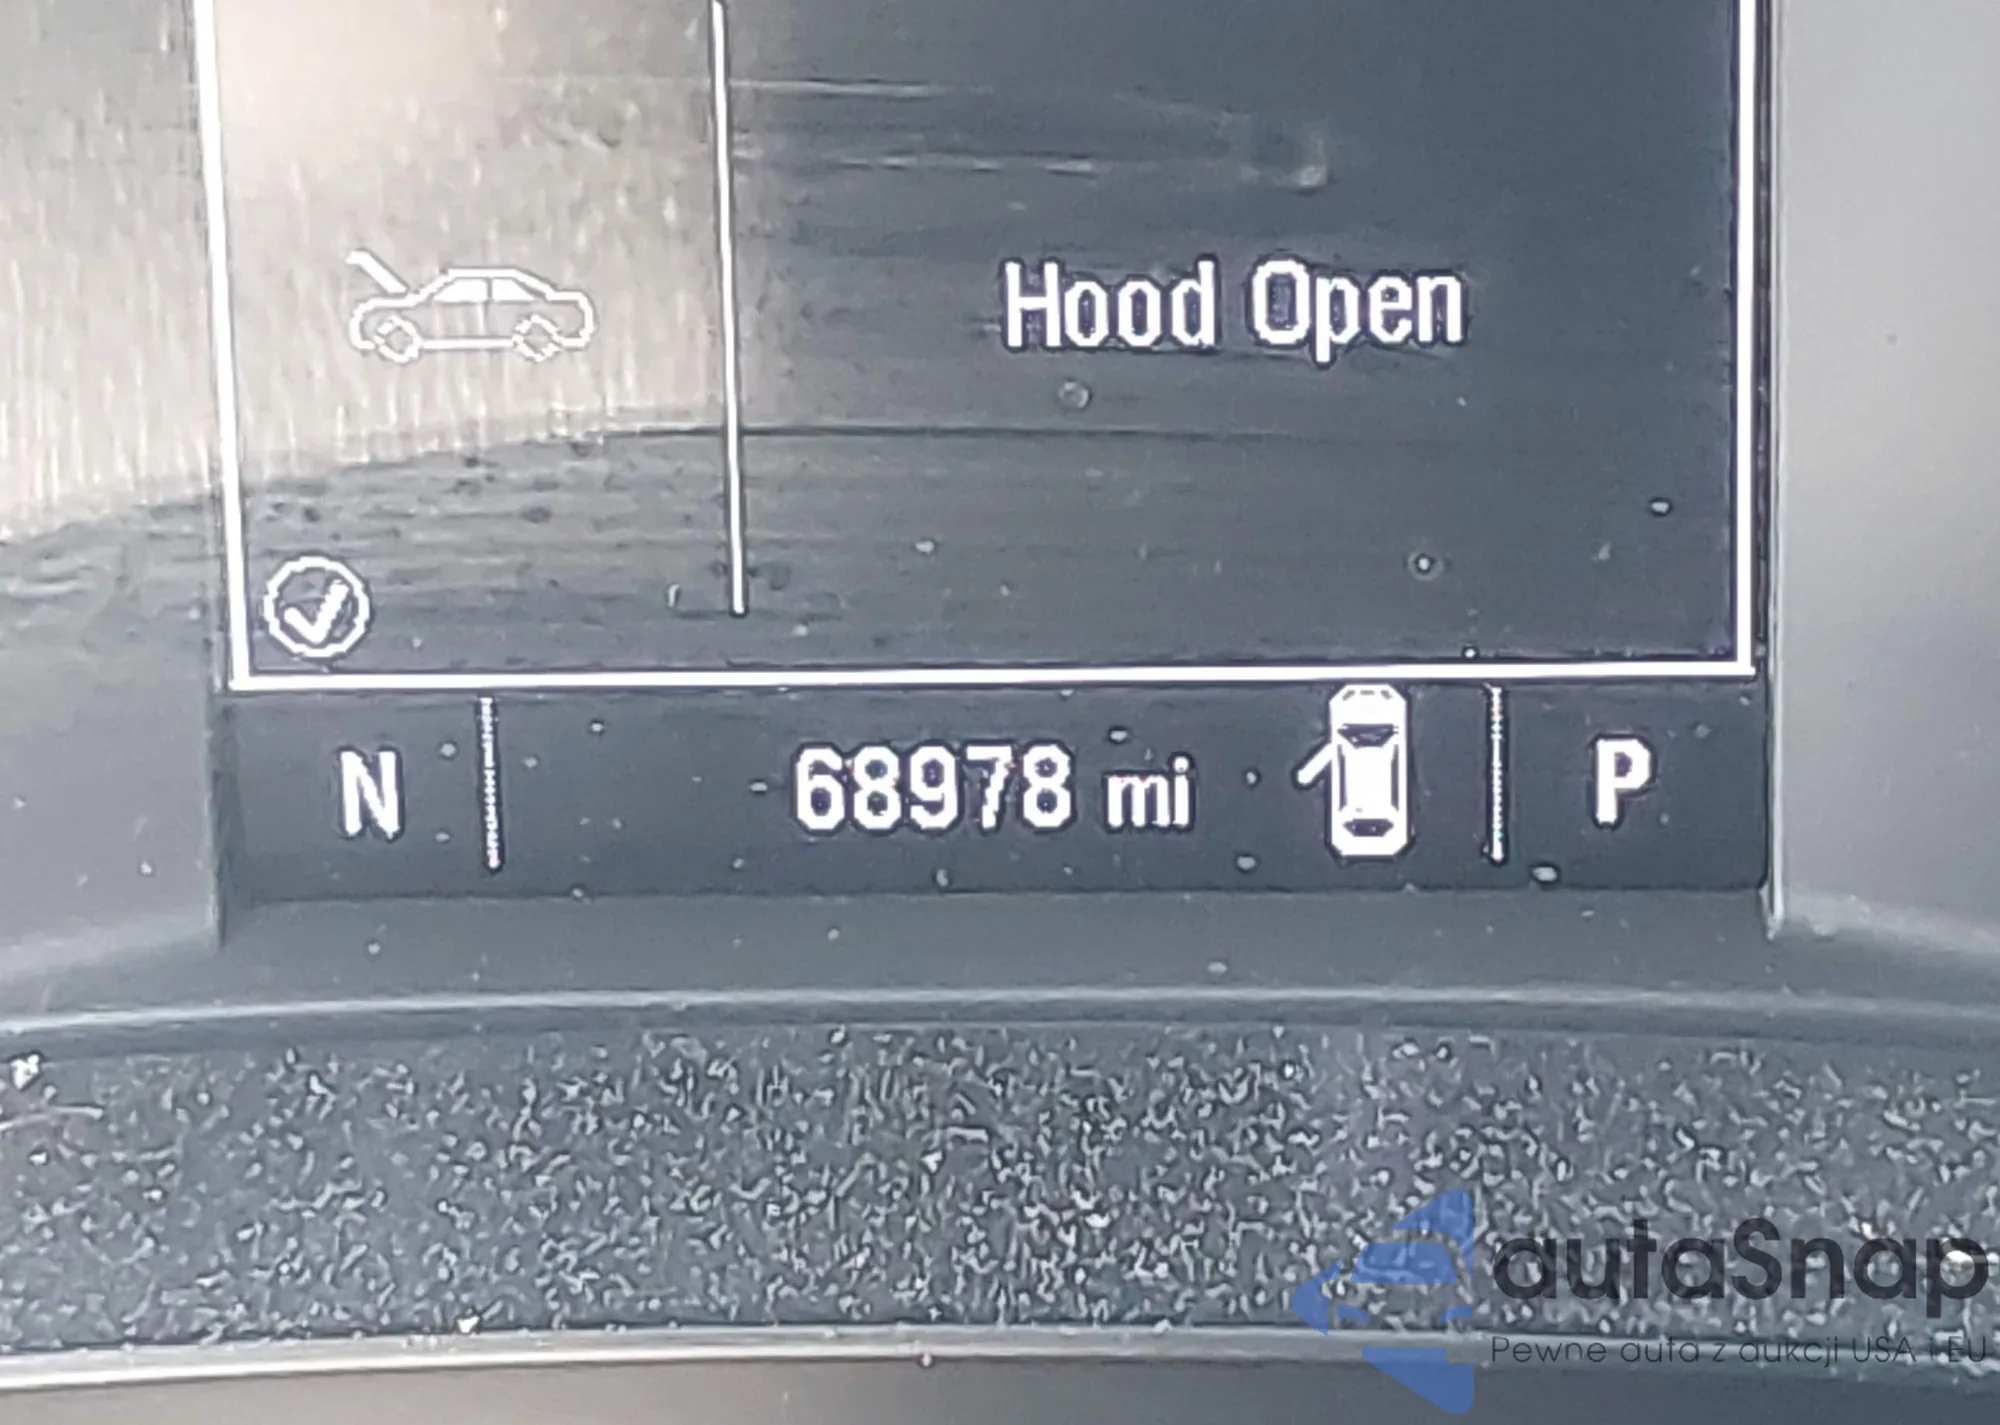 Hood Open
N 68978 mi P
autaSnap
Pewne auta z aukcji USA i EU